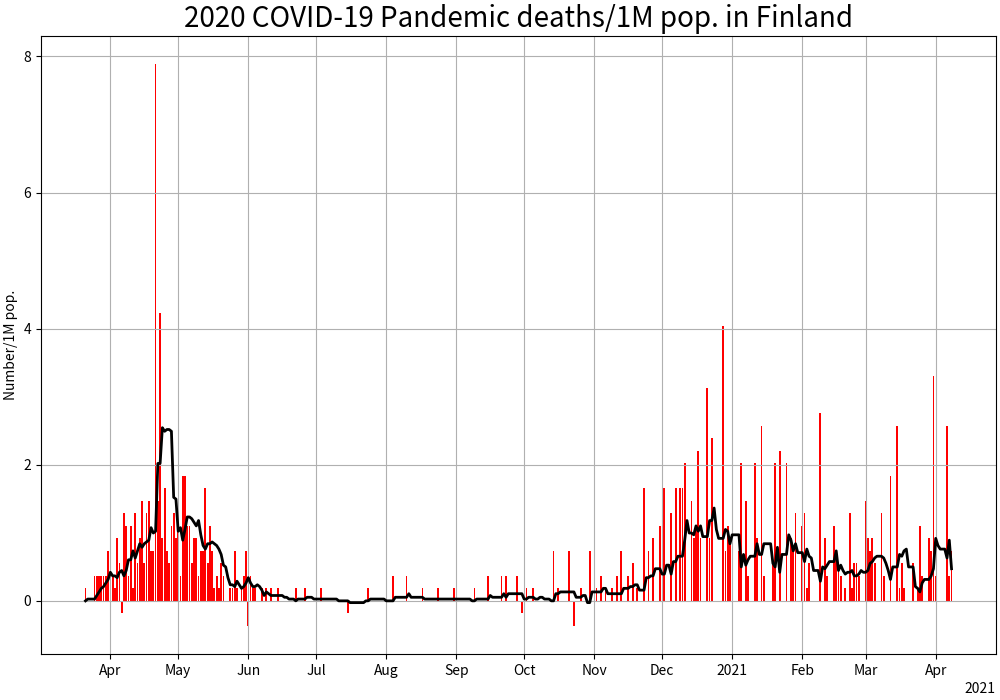 2020 COVID-19 Pandemic deaths/1M pop. in Finland
Number/1M pop.
8
6
4
2
0
Apr May Jun Jul Aug Sep Oct Nov Dec 2021 Feb Mar Apr
2021